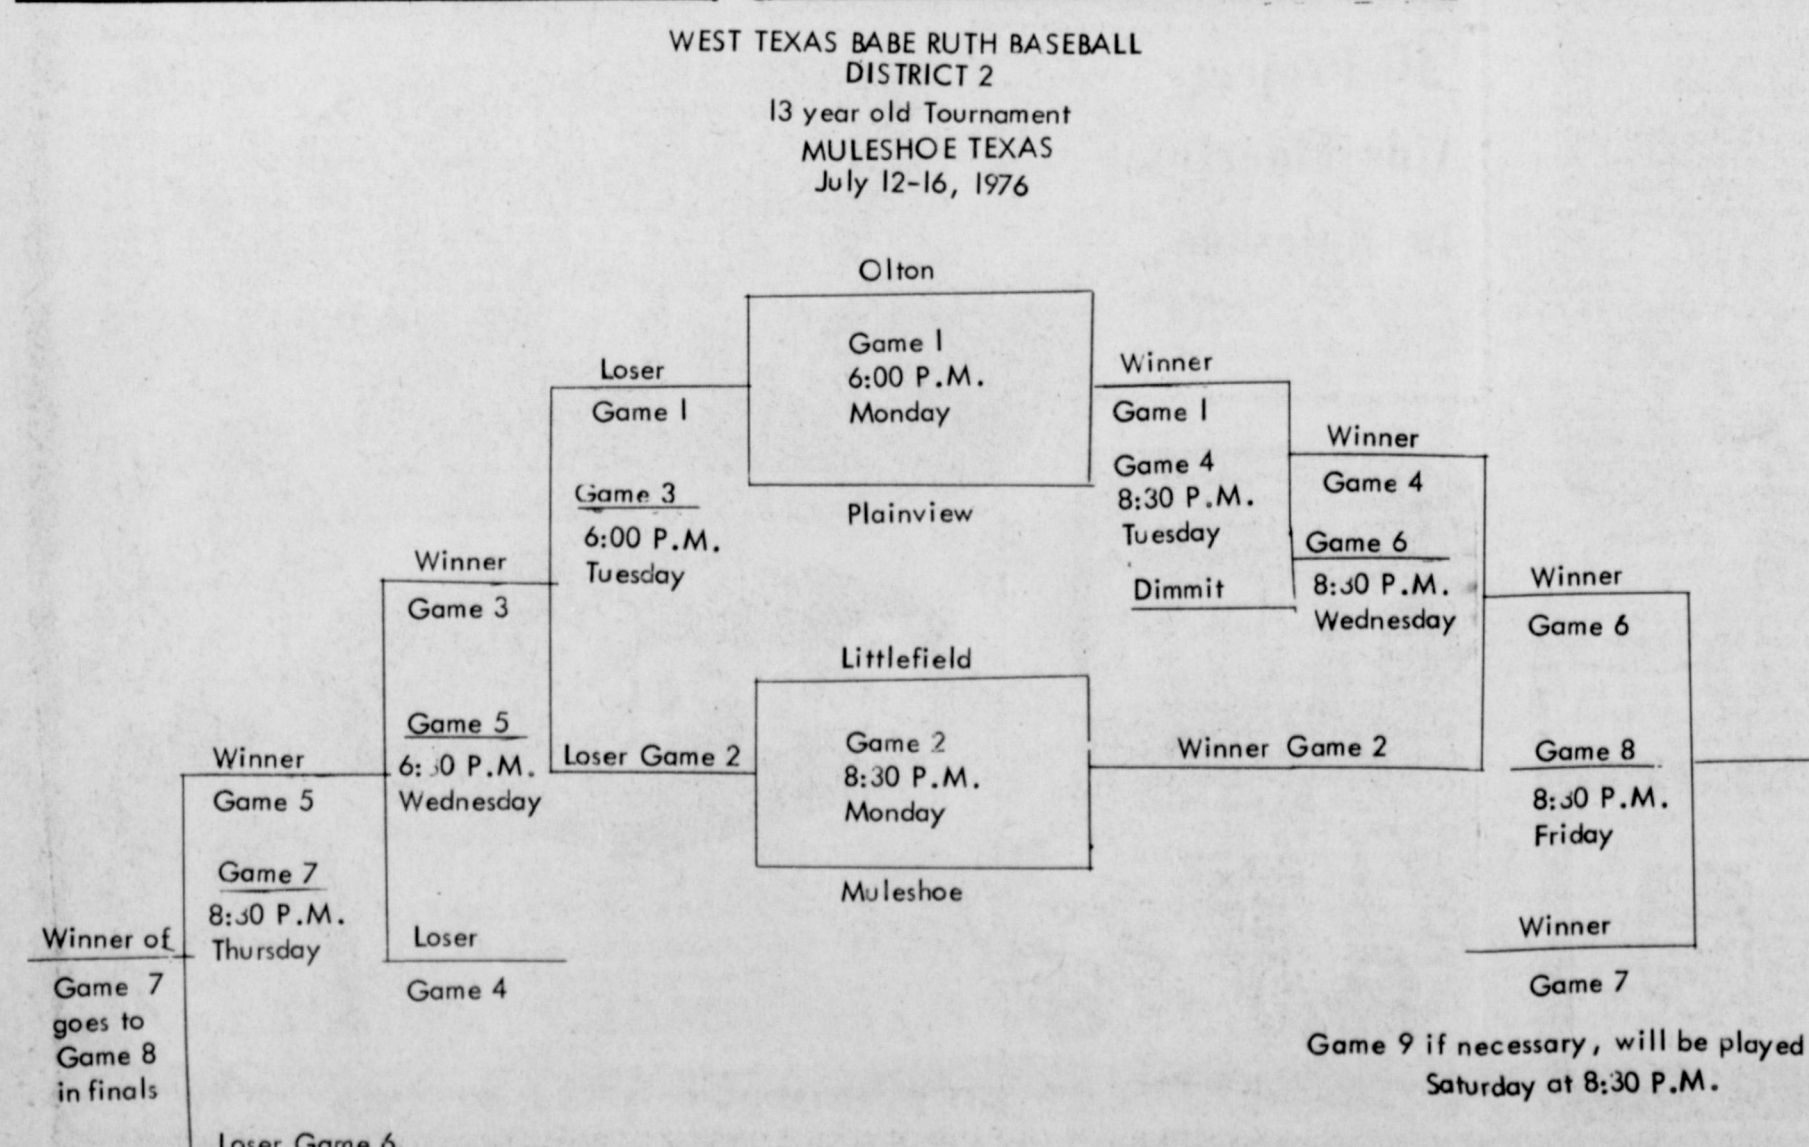 WEST TEXAS BABE RUTH BASEBALL
DISTRICT 2
13 year old Tournament
MULESHOE TEXAS
July 12-16, 1976
Olton
Game 1
6:00 P.M.
Monday
Plainview
Loser
Game 1
Game 3
6:00 P.M.
Tuesday
Winner
Game 1
Game 4
8:30 P.M.
Tuesday
Dimmit
Winner
Game 4
Game 6
8:30 P.M.
Wednesday
Winner
Game 3
Game 5
P.M.
Wednesday
Littlefield
Game 2
8:30 P.M.
Monday
Muleshoe
Loser Game 2
Winner Game 2
Winner
Game 6
Game 8
8:30 P.M.
Friday
Winner
Game 7
Winner
Game 5
Game 7
8:30 P.M.
Thursday
Loser
Game 4
Winner of
Game 7
goes to
Game 8
in finals
Loser Game 6
Game 9 if necessary, will be played
Saturday at 8:30 P.M.